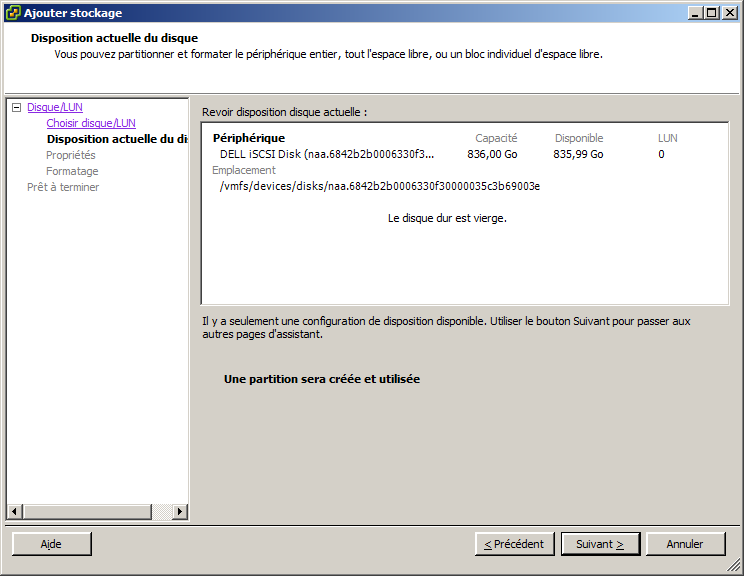 Ajouter stockage
Disposition actuelle du disque
Vous pouvez partitionner et formater le périphérique entier, tout l'espace libre, ou un bloc individuel d'espace libre.
Disque/LUN
Choisir disque/LUN
Disposition actuelle du di
Propriétés
Formatage
Prêt à terminer
Revoir disposition disque actuelle :
Périphérique Capacité Disponible LUN
DELL iSCSI Disk (naa.6842b2b0006330f3... 836,00 Go 835,99 Go 0
Emplacement
/vmfs/devices/disks/naa.6842b2b0006330f30000035c3b69003e
Le disque dur est vierge.
Il y a seulement une configuration de disposition disponible. Utiliser le bouton Suivant pour passer aux
autres pages d'assistant.
Une partition sera créée et utilisée
Aide < Précédent Suivant > Annuler